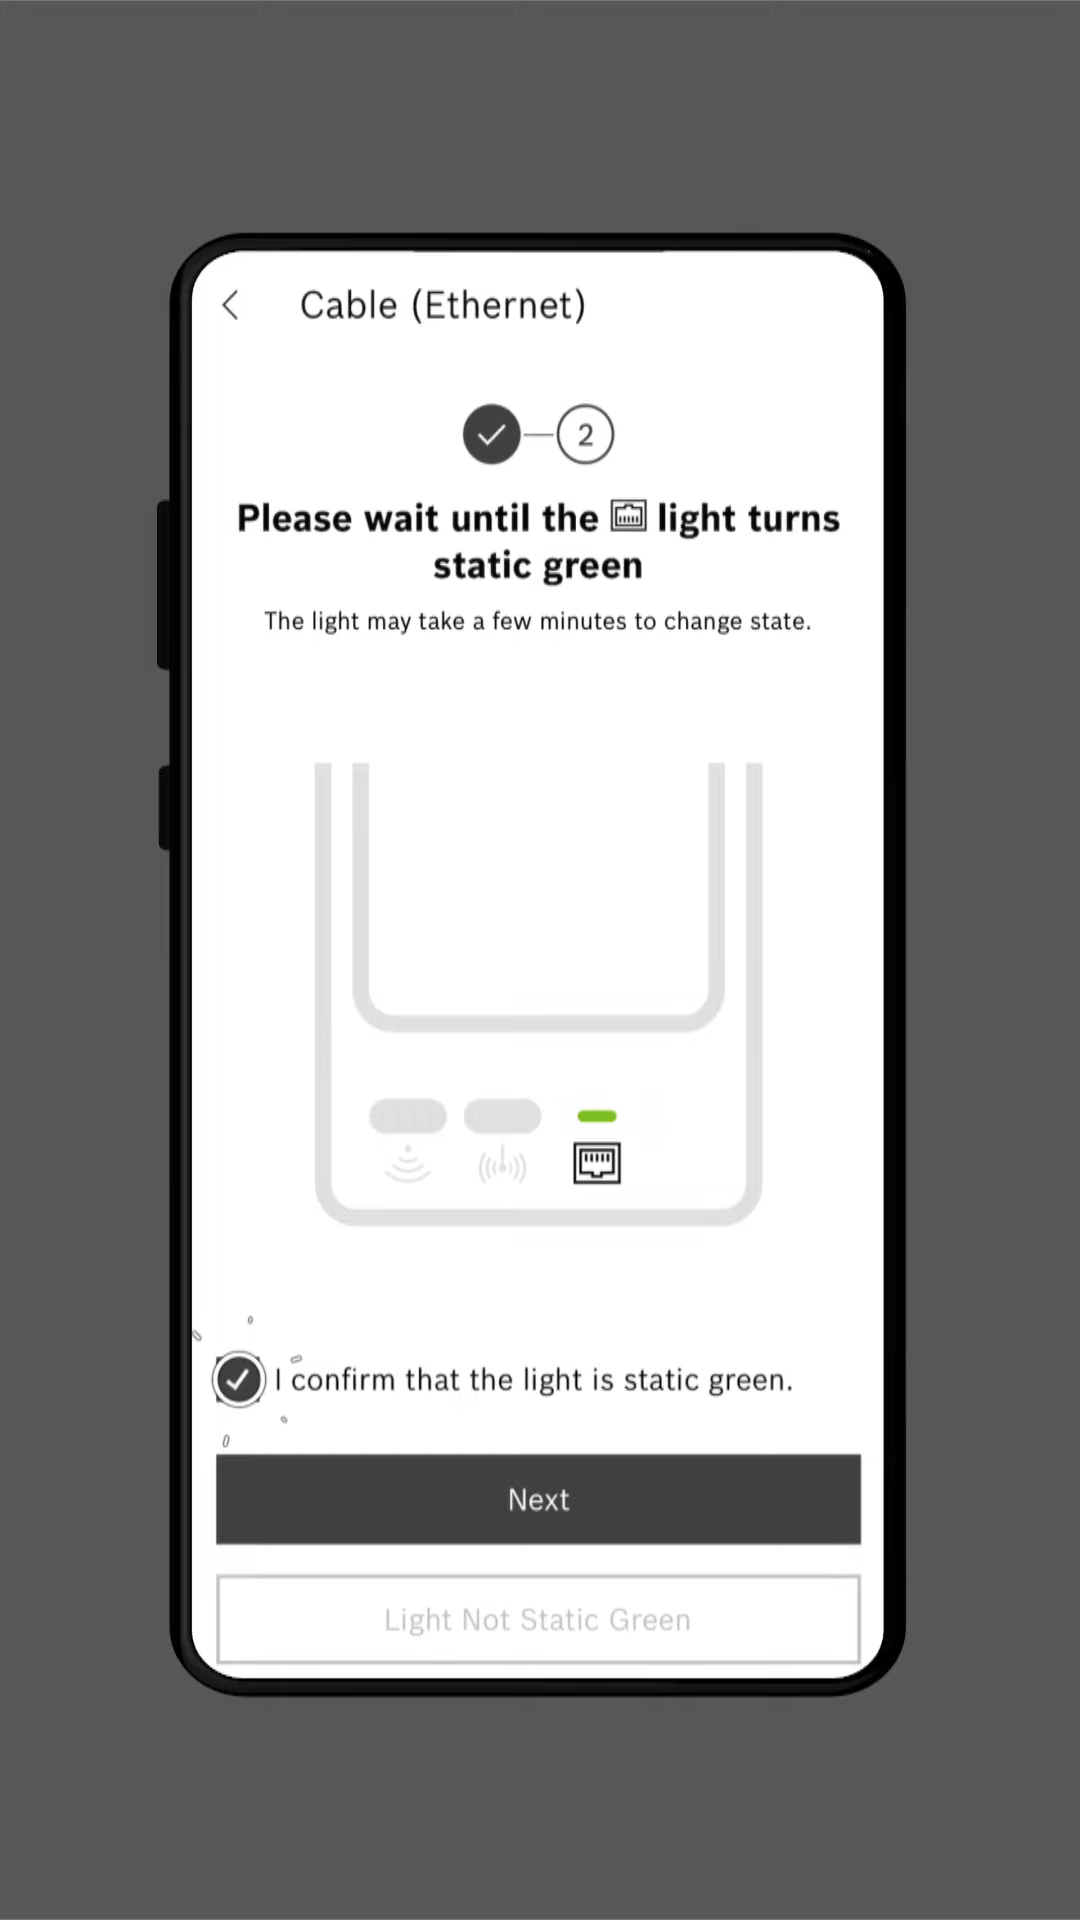 Cable (Ethernet)
2
Please wait until the light turns
static green
The light may take a few minutes to change state.
I confirm that the light is static green.
Next
Light Not Static Green